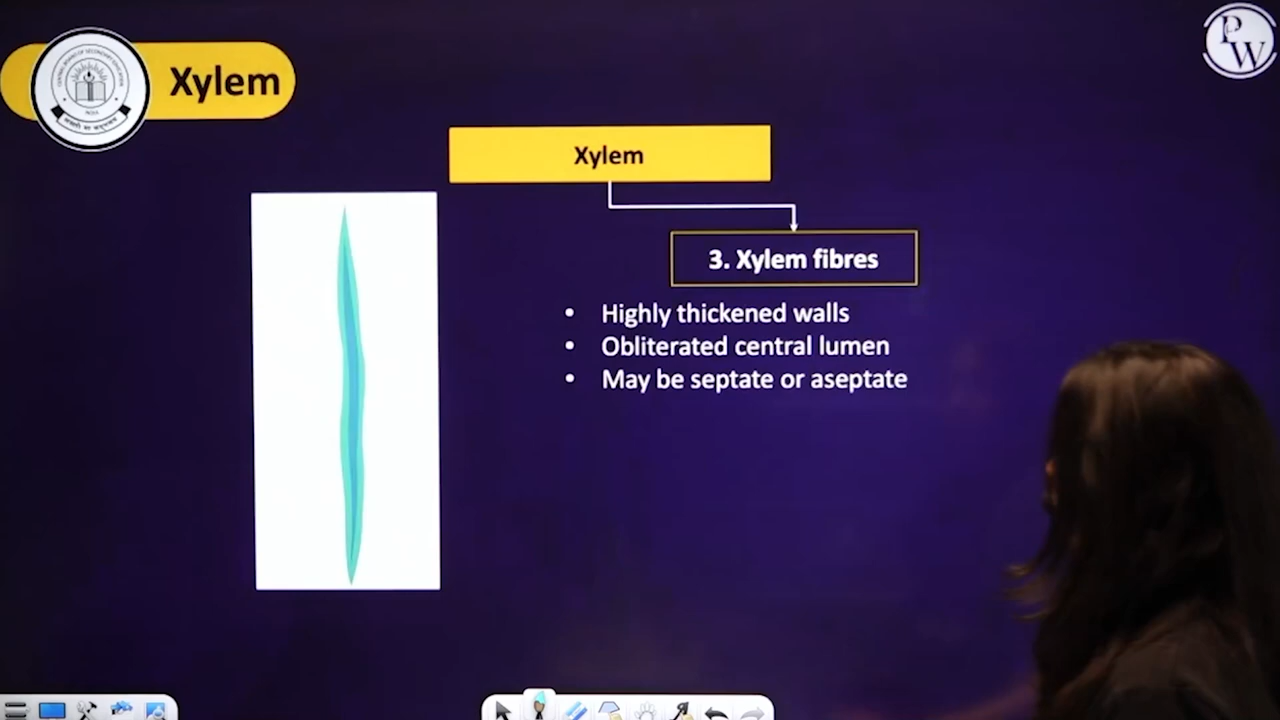 Xylem
PW
Xylem
3. Xylem fibres
• Highly thickened walls
• Obliterated central lumen
• May be septate or aseptate